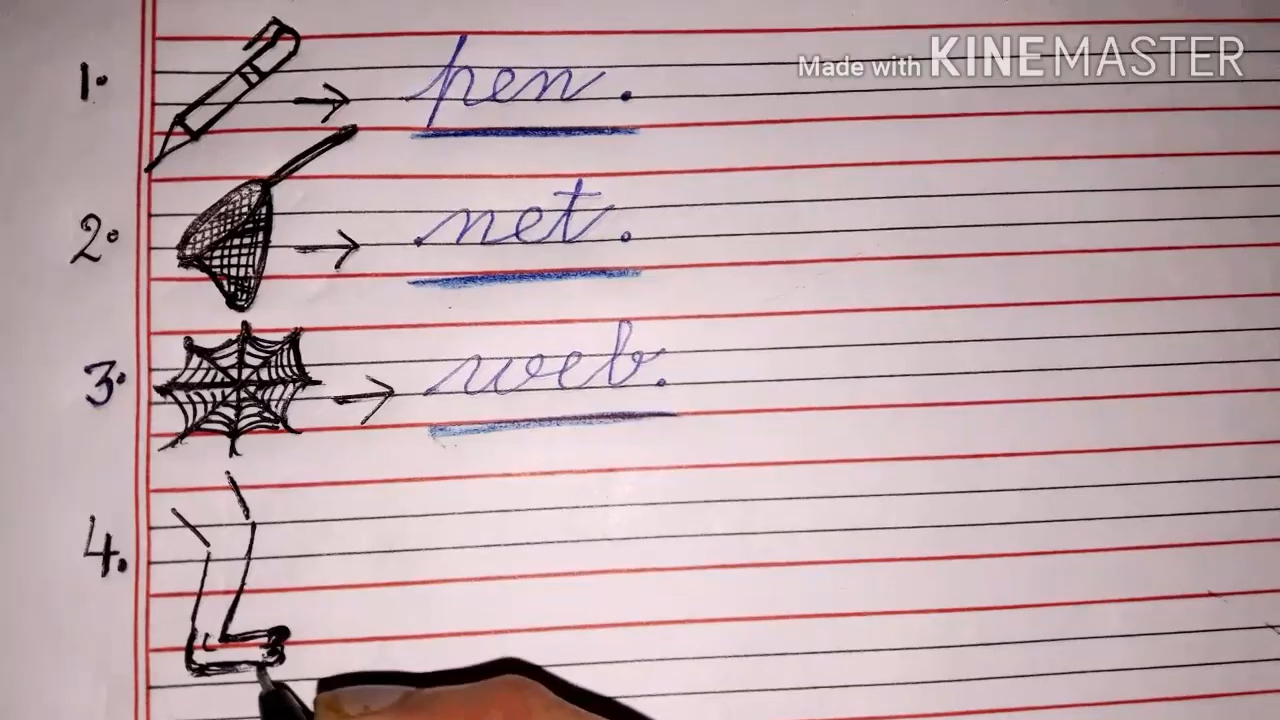 Made with KINEMASTER
1. → pen.
2. → net.
3. → web.
4.